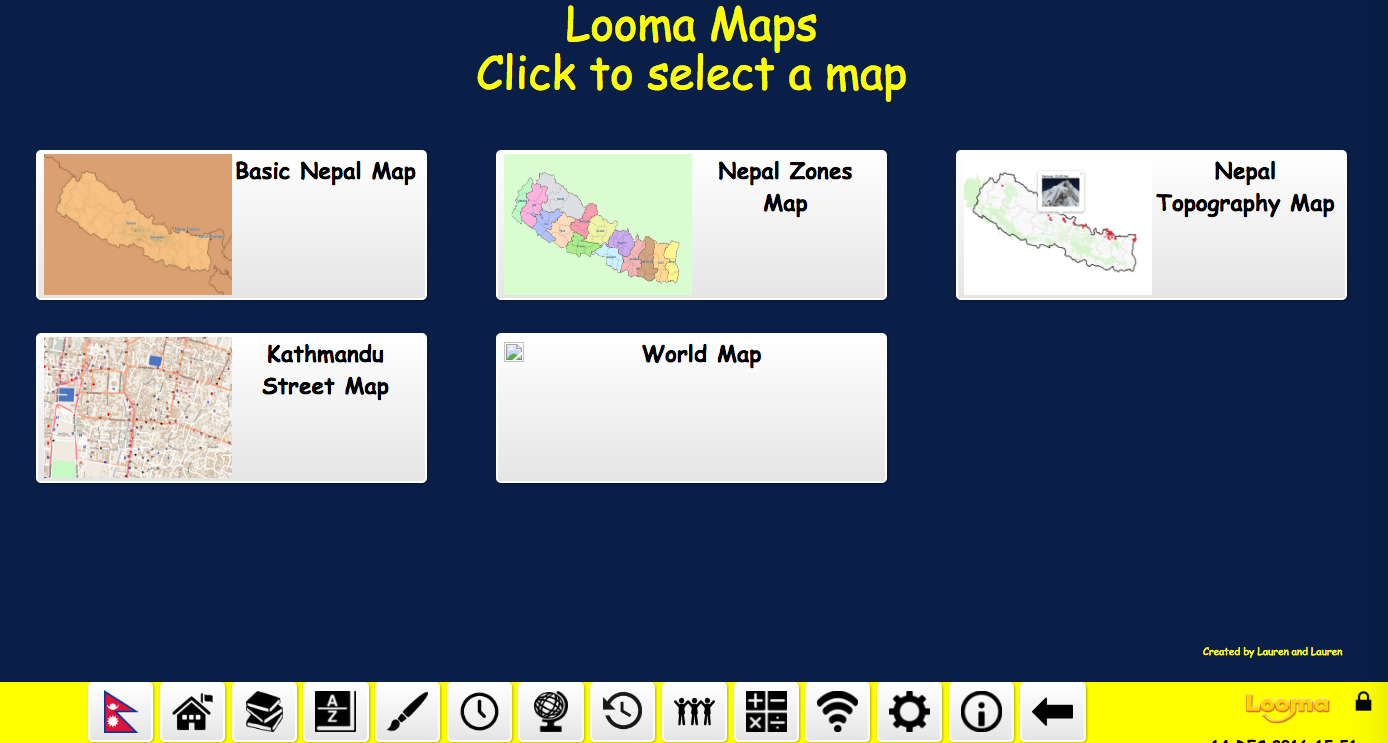 Looma Maps
Click to select a map
Basic Nepal Map
Nepal Zones
Map
Nepal
Topography Map
Kathmandu
Street Map
World Map
Created by Lauren and Lauren
A
Z
Looma